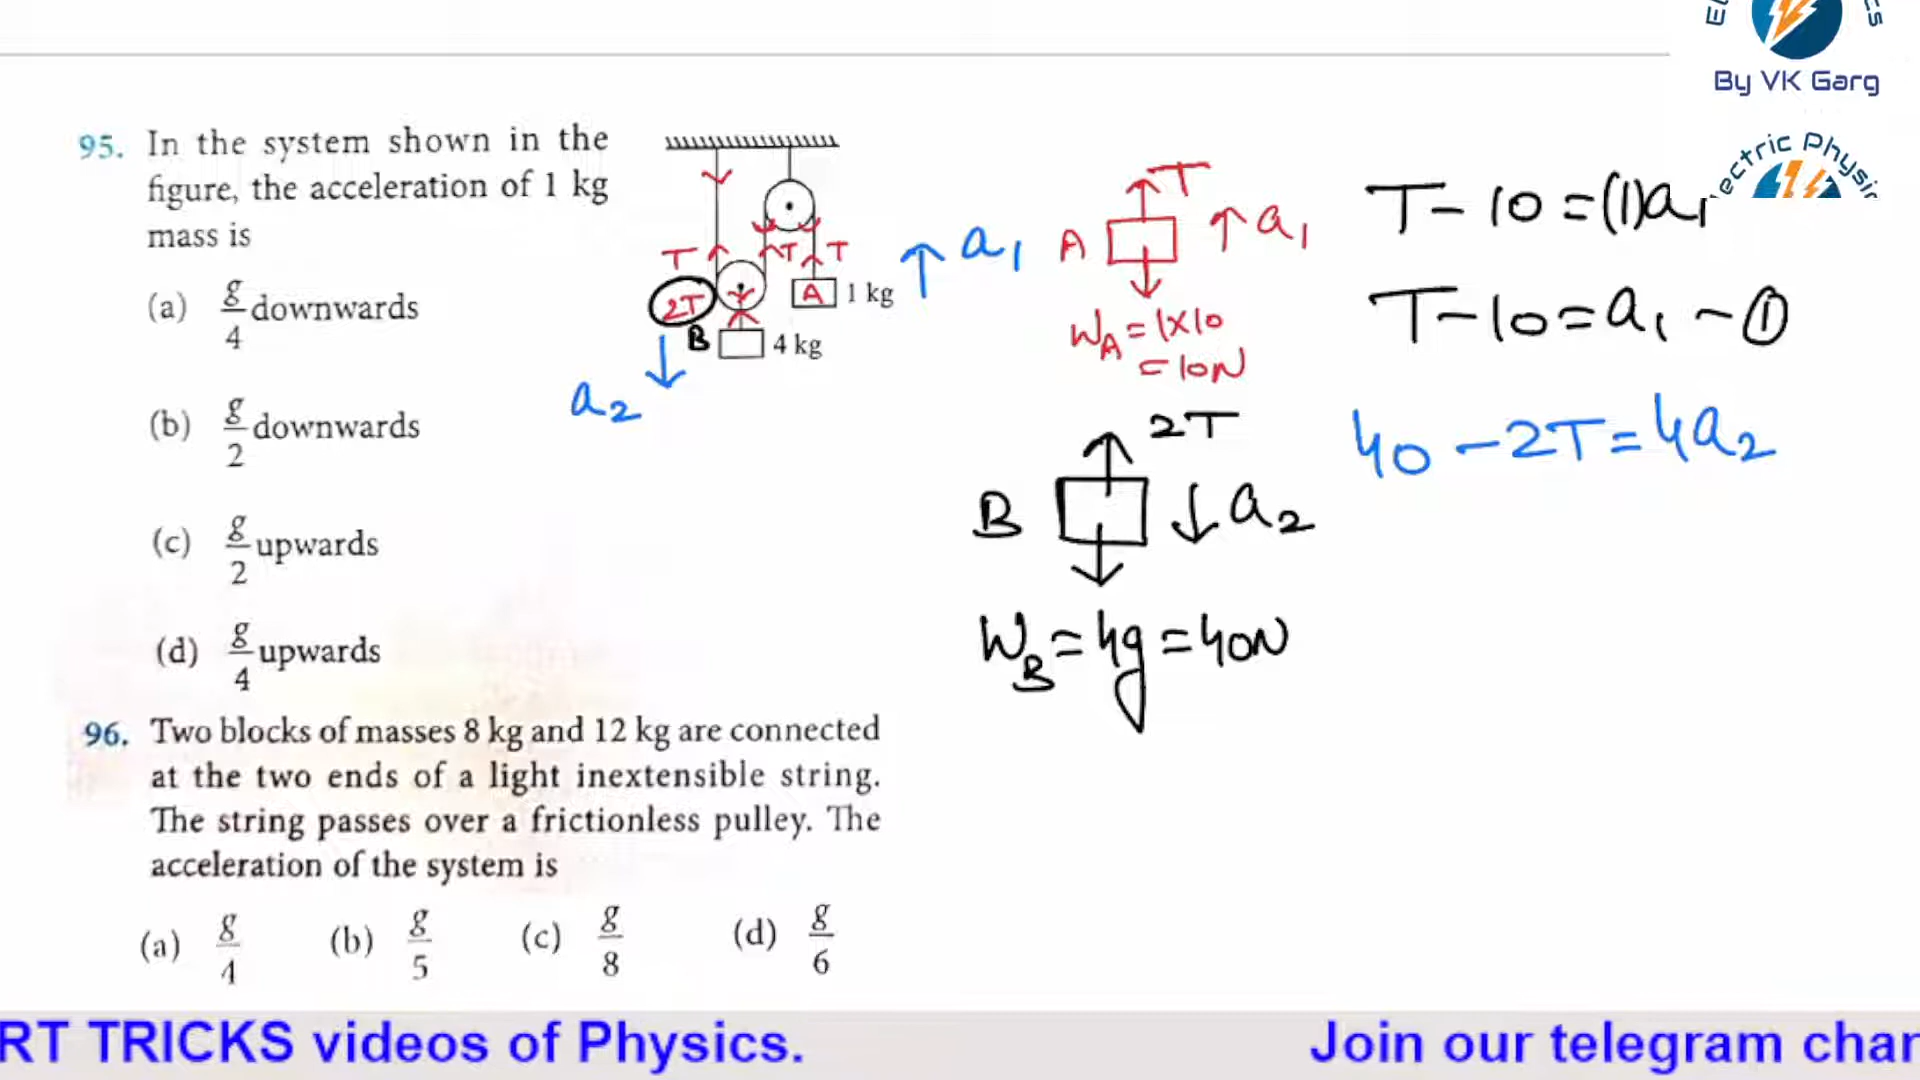 By VK Garg
ectric Physi
95. In the system shown in the
figure, the acceleration of 1 kg
mass is
(a) g/4 downwards
(b) g/2 downwards
(c) g/2 upwards
(d) g/4 upwards
T T T
2T A 1 kg
B 4 kg
a₂
a₁
T
A a₁
W_A = 1×10
= 10N
2T
B a₂
W_B = 4g = 40N
T - 10 = (1)a₁
T - 10 = a₁ - ①
40 - 2T = 4a₂
96. Two blocks of masses 8 kg and 12 kg are connected
at the two ends of a light inextensible string.
The string passes over a frictionless pulley. The
acceleration of the system is
(a) g/4 (b) g/5 (c) g/8 (d) g/6
RT TRICKS videos of Physics. Join our telegram char